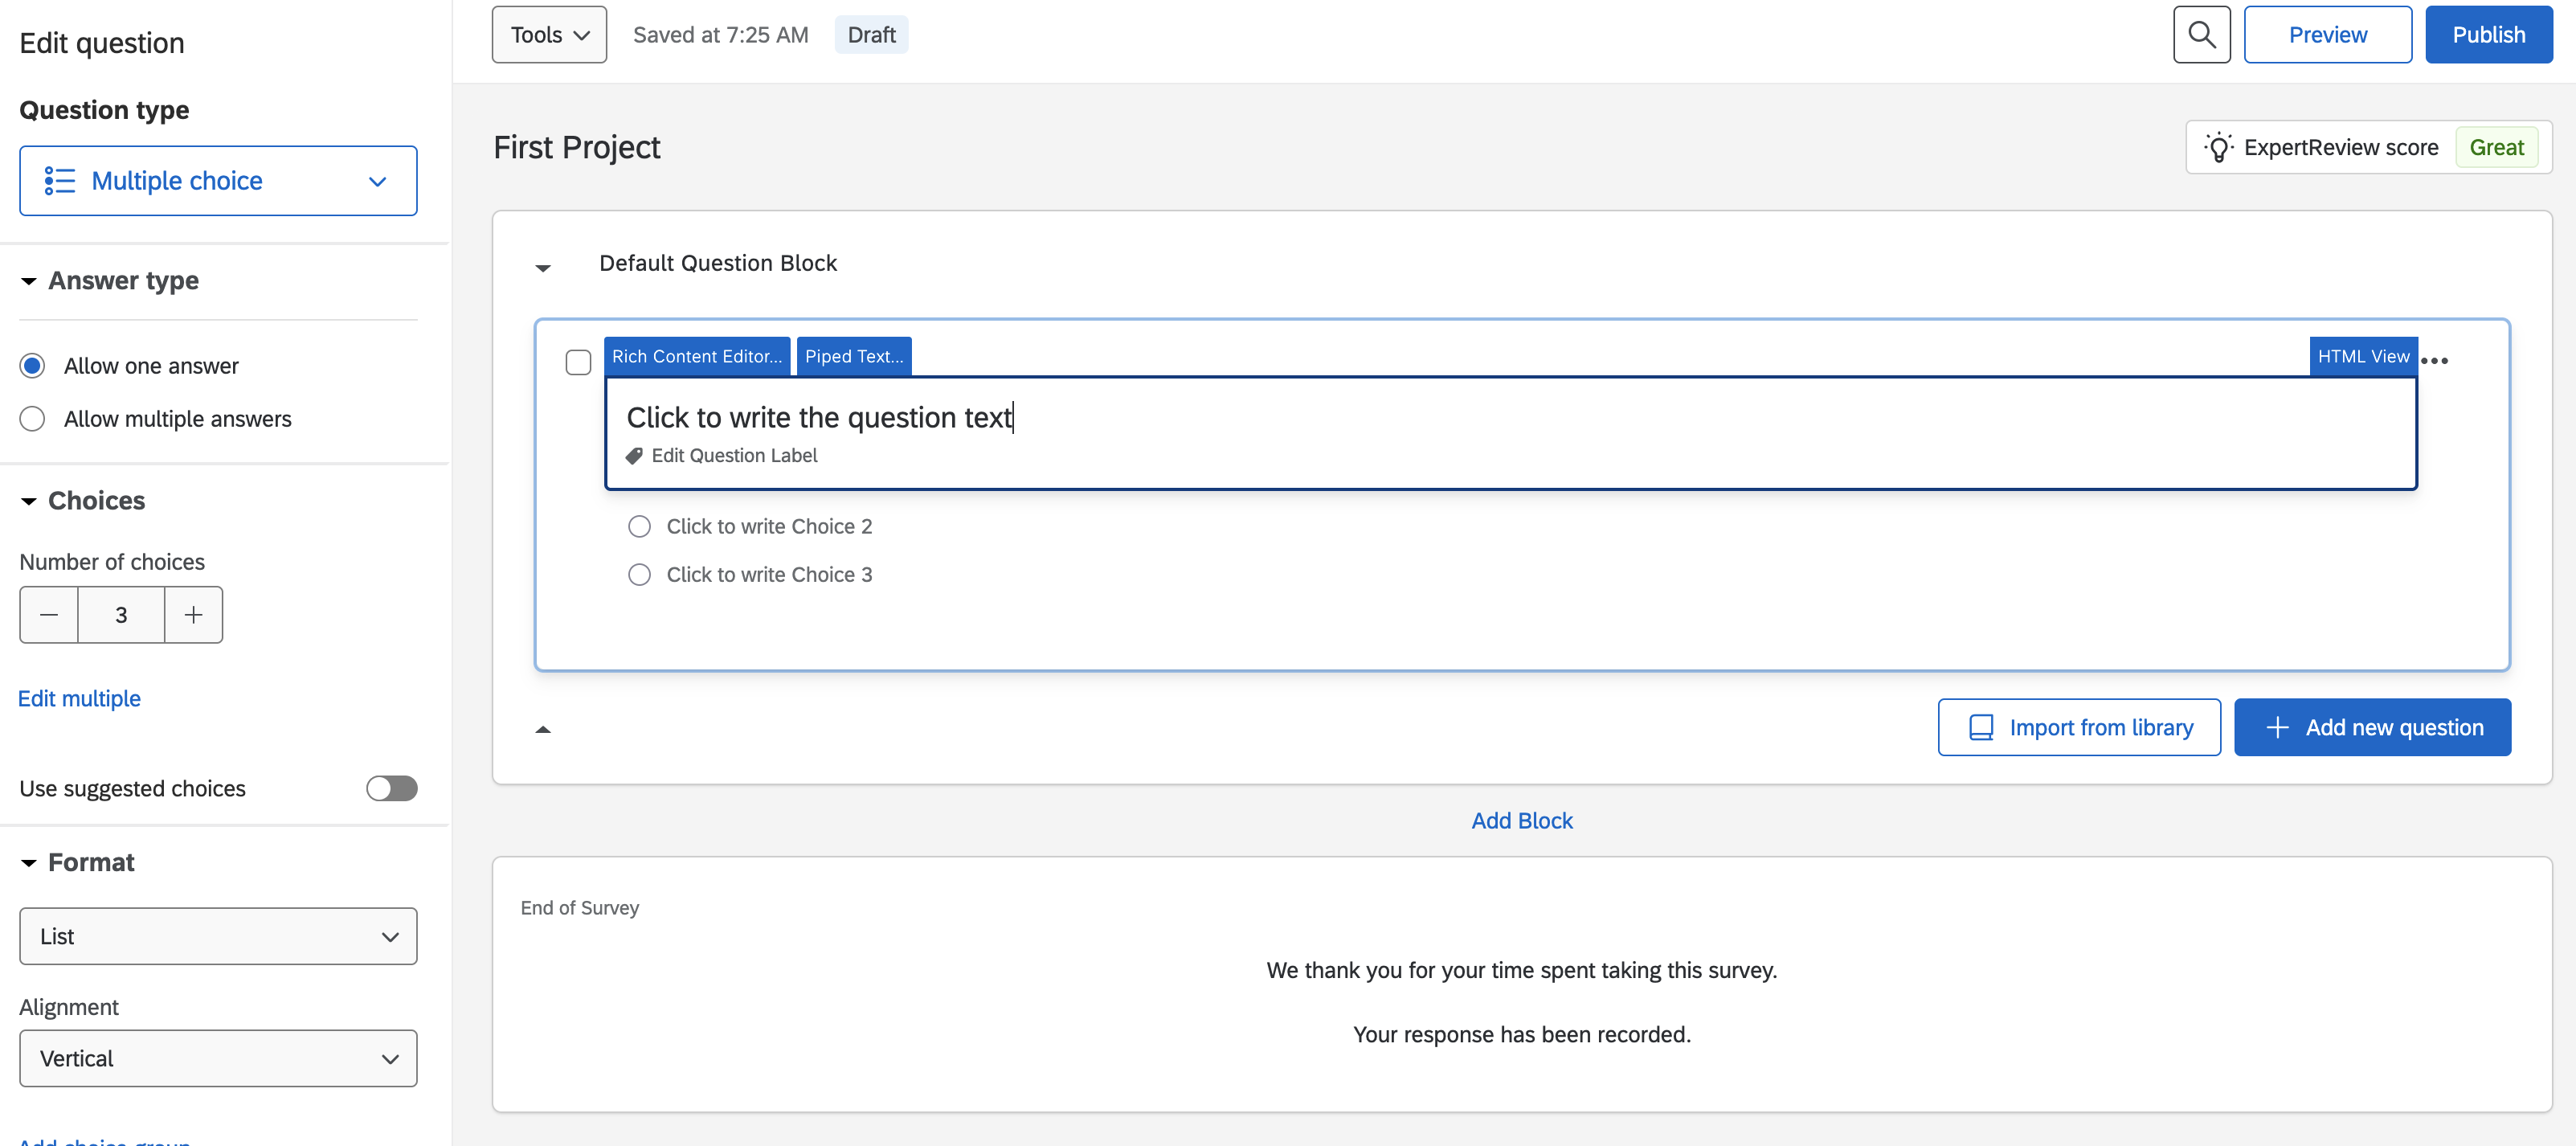 Edit question
Question type
Multiple choice
Answer type
Allow one answer
Allow multiple answers
Choices
Number of choices
3
Edit multiple
Use suggested choices
Format
List
Alignment
Vertical
Add choice group
Tools
Saved at 7:25 AM
Draft
Preview
Publish
First Project
ExpertReview score
Great
Default Question Block
Rich Content Editor...
Piped Text...
HTML View
Click to write the question text
Edit Question Label
Click to write Choice 2
Click to write Choice 3
Import from library
Add new question
Add Block
End of Survey
We thank you for your time spent taking this survey.
Your response has been recorded.